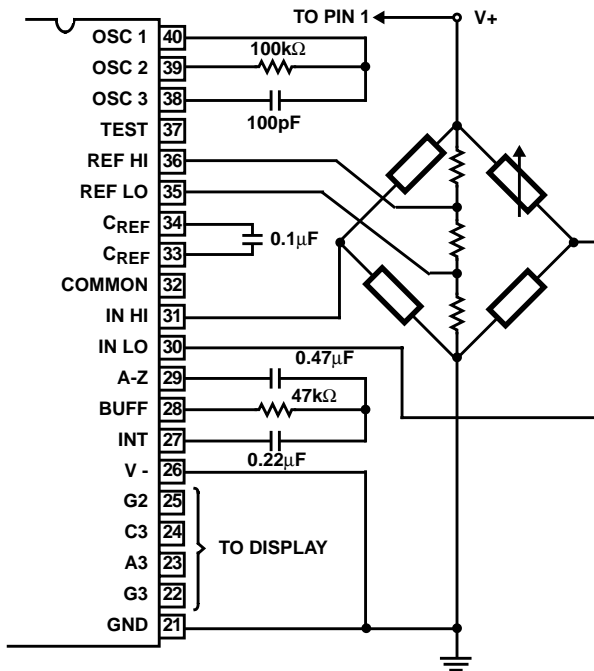 TO PIN 1
V+
OSC 1 40
100kΩ
OSC 2 39
OSC 3 38
100pF
TEST 37
REF HI 36
REF LO 35
CREF 34
0.1µF
CREF 33
COMMON 32
IN HI 31
IN LO 30
0.47µF
A-Z 29
47kΩ
BUFF 28
INT 27
0.22µF
V - 26
G2 25
C3 24
TO DISPLAY
A3 23
G3 22
GND 21